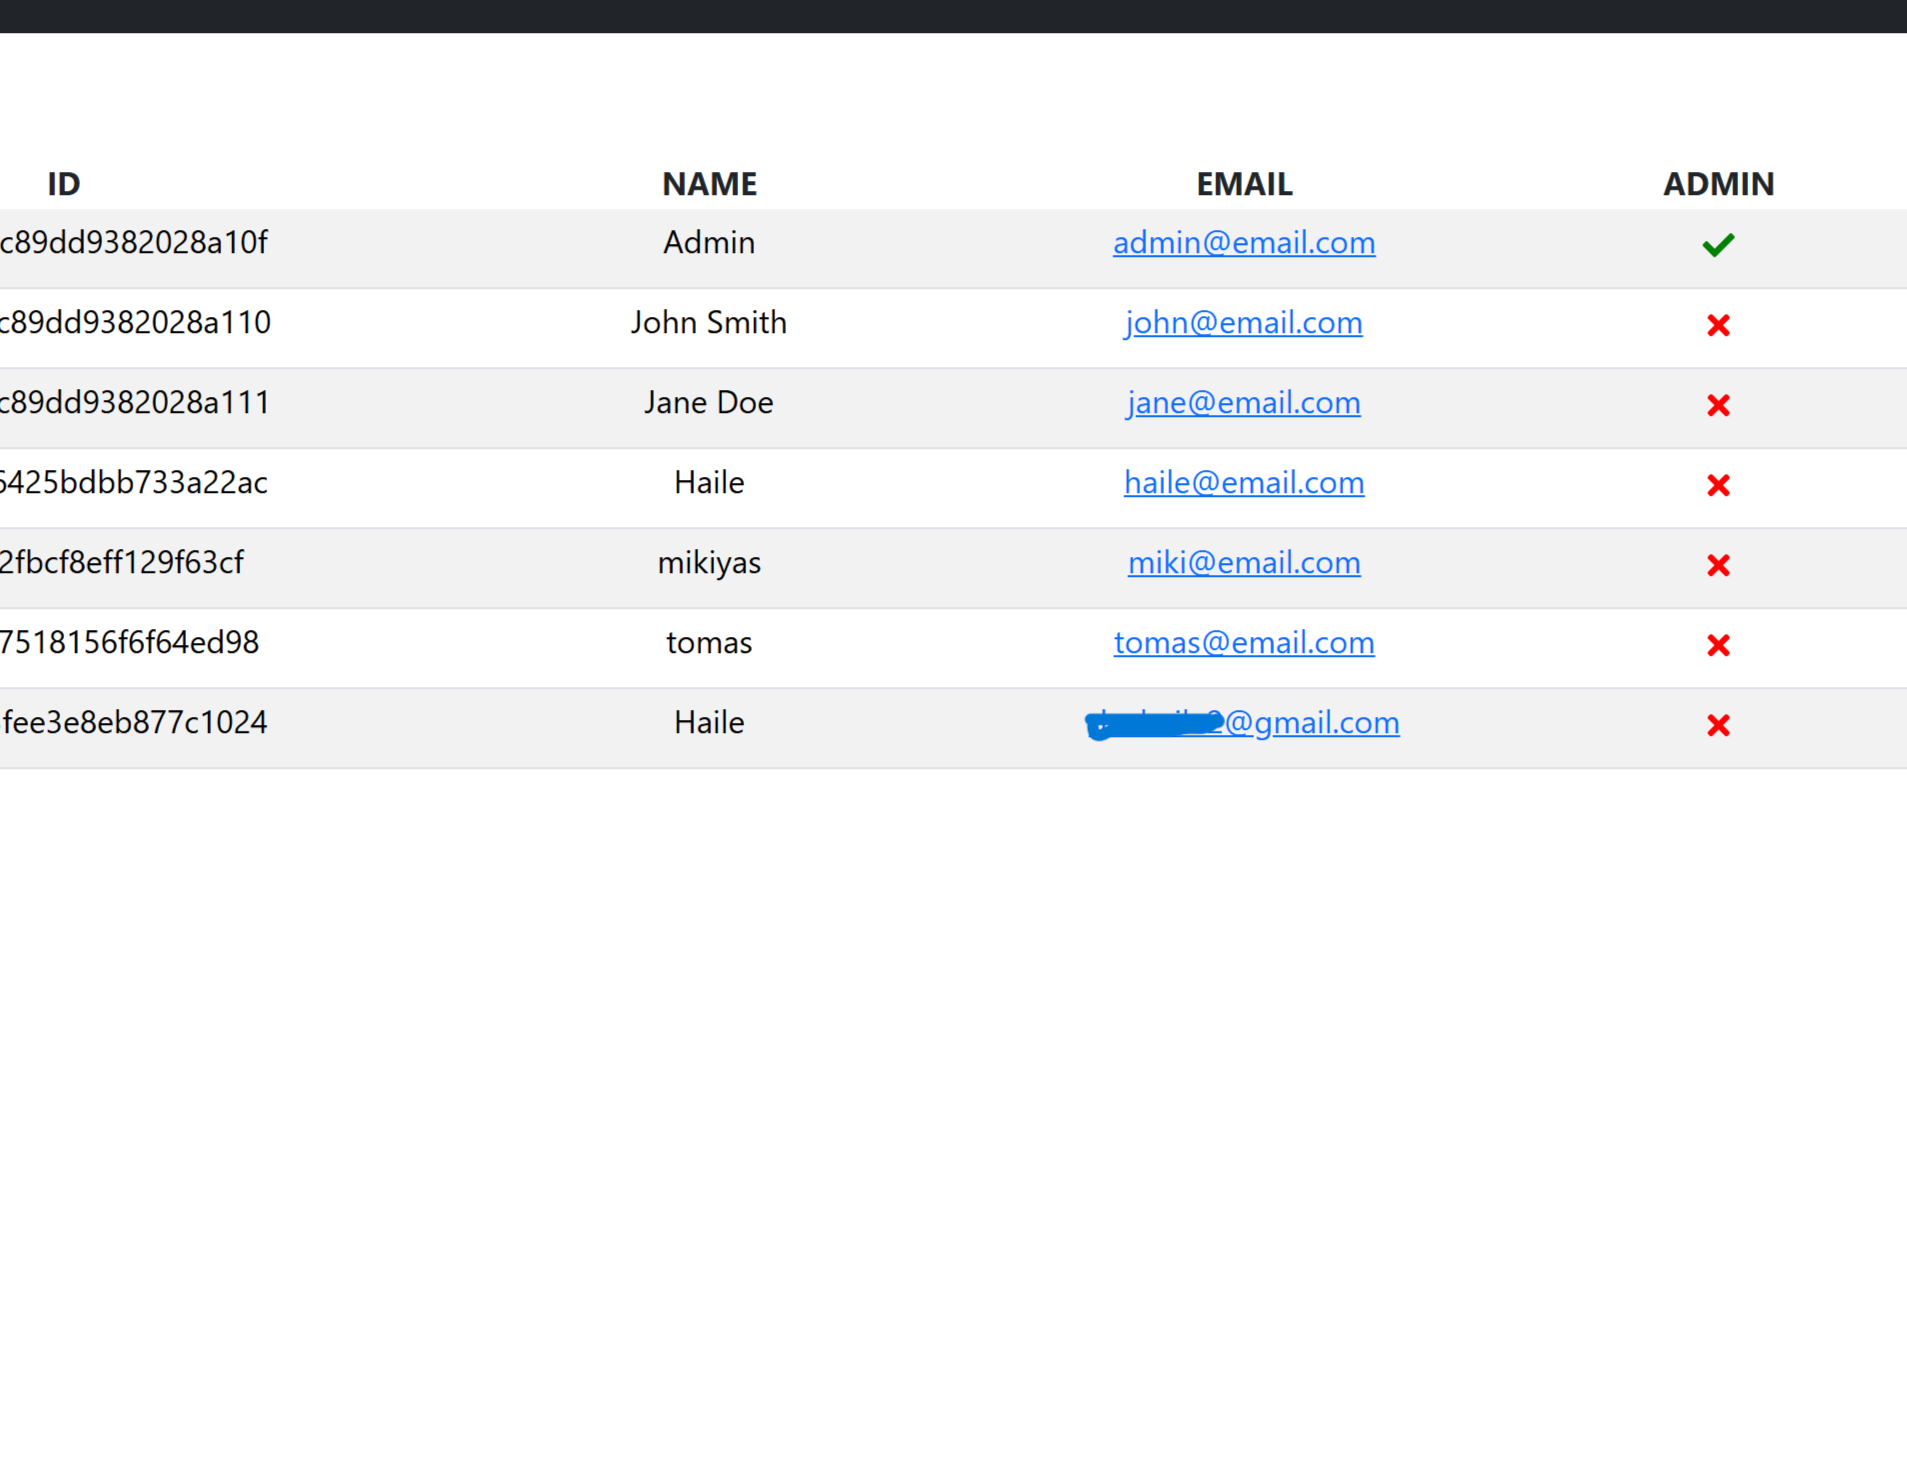 ID NAME EMAIL ADMIN
c89dd9382028a10f Admin admin@email.com
c89dd9382028a110 John Smith john@email.com
c89dd9382028a111 Jane Doe jane@email.com
6425bdbb733a22ac Haile haile@email.com
2fbcf8eff129f63cf mikiyas miki@email.com
7518156f6f64ed98 tomas tomas@email.com
fee3e8eb877c1024 Haile @gmail.com